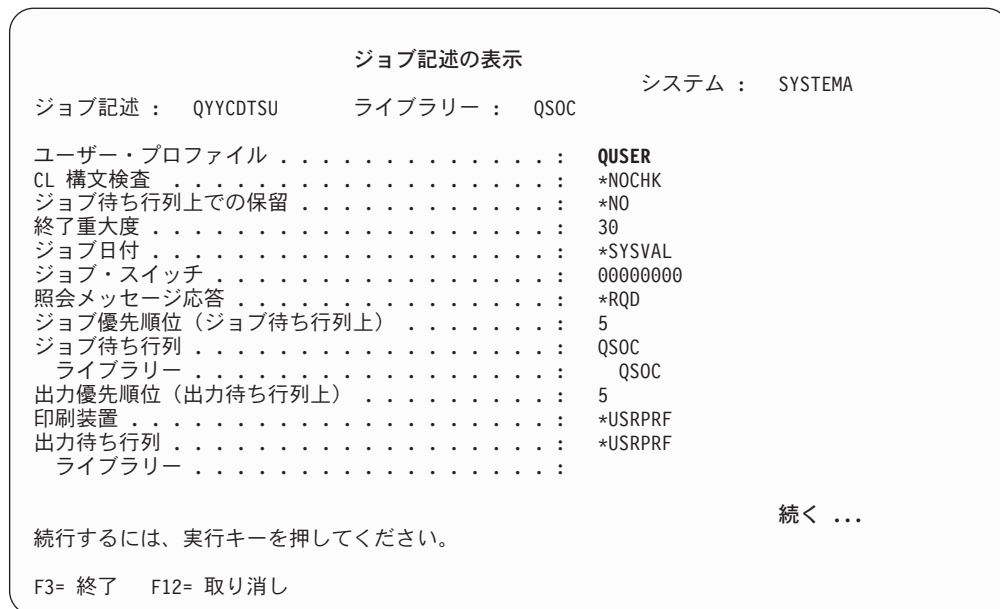 ジョブ記述の表示
システム : SYSTEMA
ジョブ記述 : QYYCDTSU ライブラリー : QSOC
ユーザー・プロファイル . . . . . . . . . . . . . : QUSER
CL 構文検査 . . . . . . . . . . . . . . . . . . : *NOCHK
ジョブ待ち行列上での保留 . . . . . . . . . . . . : *NO
終了重大度 . . . . . . . . . . . . . . . . . . . : 30
ジョブ日付 . . . . . . . . . . . . . . . . . . . : *SYSVAL
ジョブ・スイッチ . . . . . . . . . . . . . . . . : 00000000
照会メッセージ応答 . . . . . . . . . . . . . . . : *RQD
ジョブ優先順位(ジョブ待ち行列上) . . . . . . . : 5
ジョブ待ち行列 . . . . . . . . . . . . . . . . . : QSOC
ライブラリー . . . . . . . . . . . . . . . . . : QSOC
出力優先順位(出力待ち行列上) . . . . . . . . . : 5
印刷装置 . . . . . . . . . . . . . . . . . . . . : *USRPRF
出力待ち行列 . . . . . . . . . . . . . . . . . . : *USRPRF
ライブラリー . . . . . . . . . . . . . . . . . :
続く ...
続行するには、実行キーを押してください。
F3= 終了 F12= 取り消し